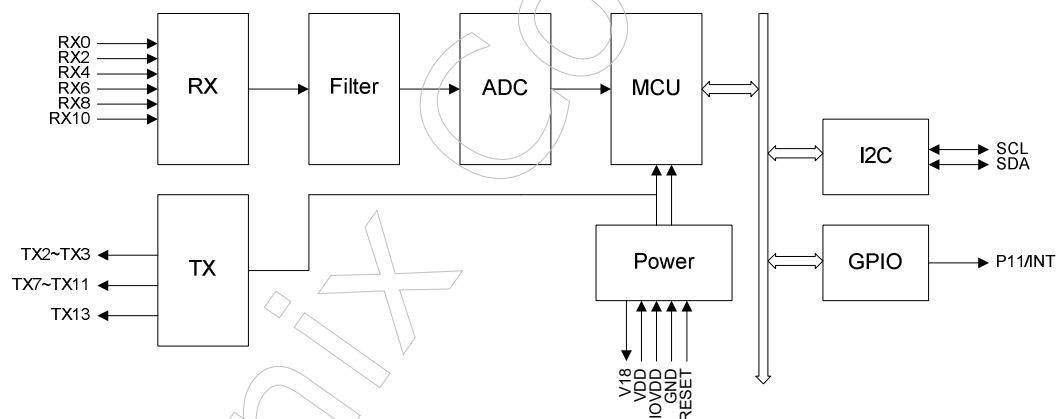 RX0
RX2
RX4
RX6
RX8
RX10
RX
Filter
ADC
MCU
I2C
SCL
SDA
TX2~TX3
TX7~TX11
TX13
TX
Power
GPIO
P11/INT
V18
VDD
IOVDD
GND
RESET